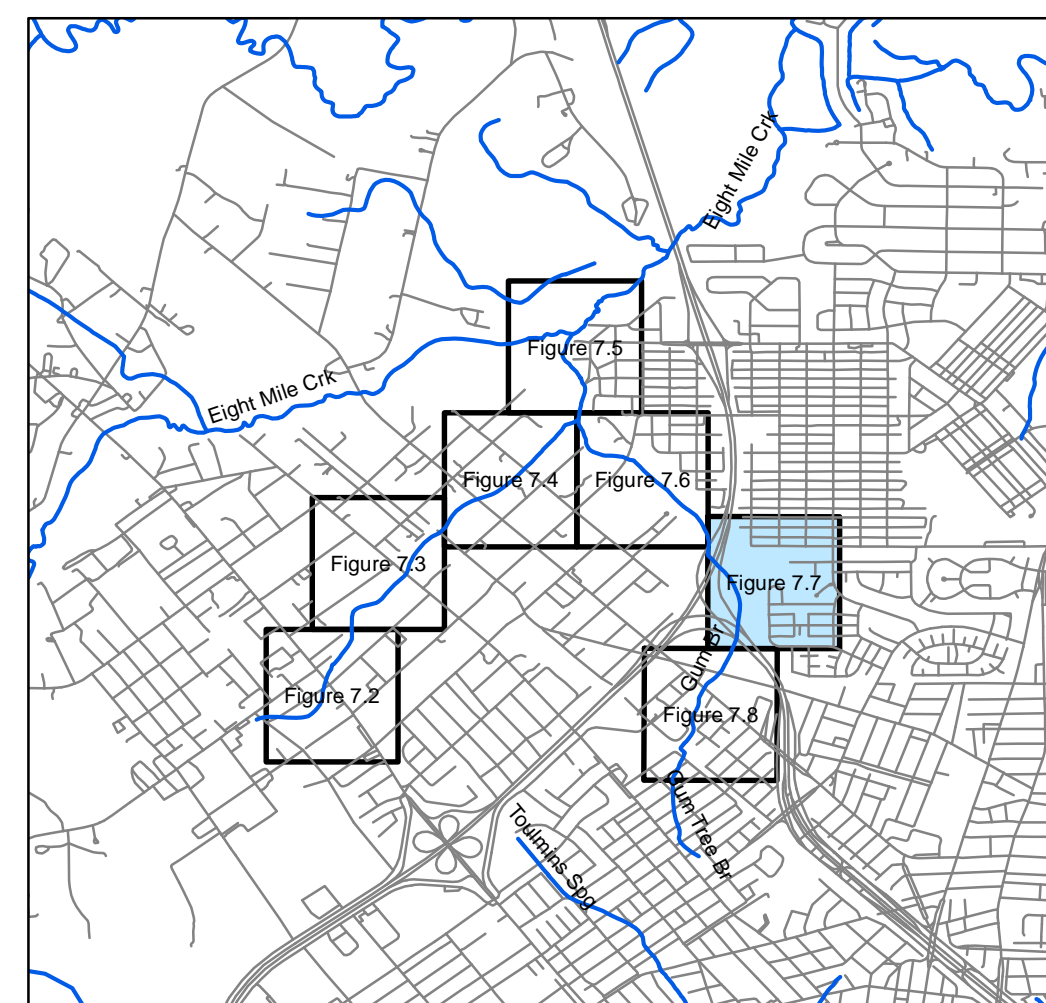 Eight Mile Crk
Figure 7.5
Eight Mile Crk
Figure 7.4
Figure 7.6
Figure 7.3
Figure 7.7
Gum Br
Figure 7.2
Figure 7.8
Gum Tree Br
Toulmins Spg